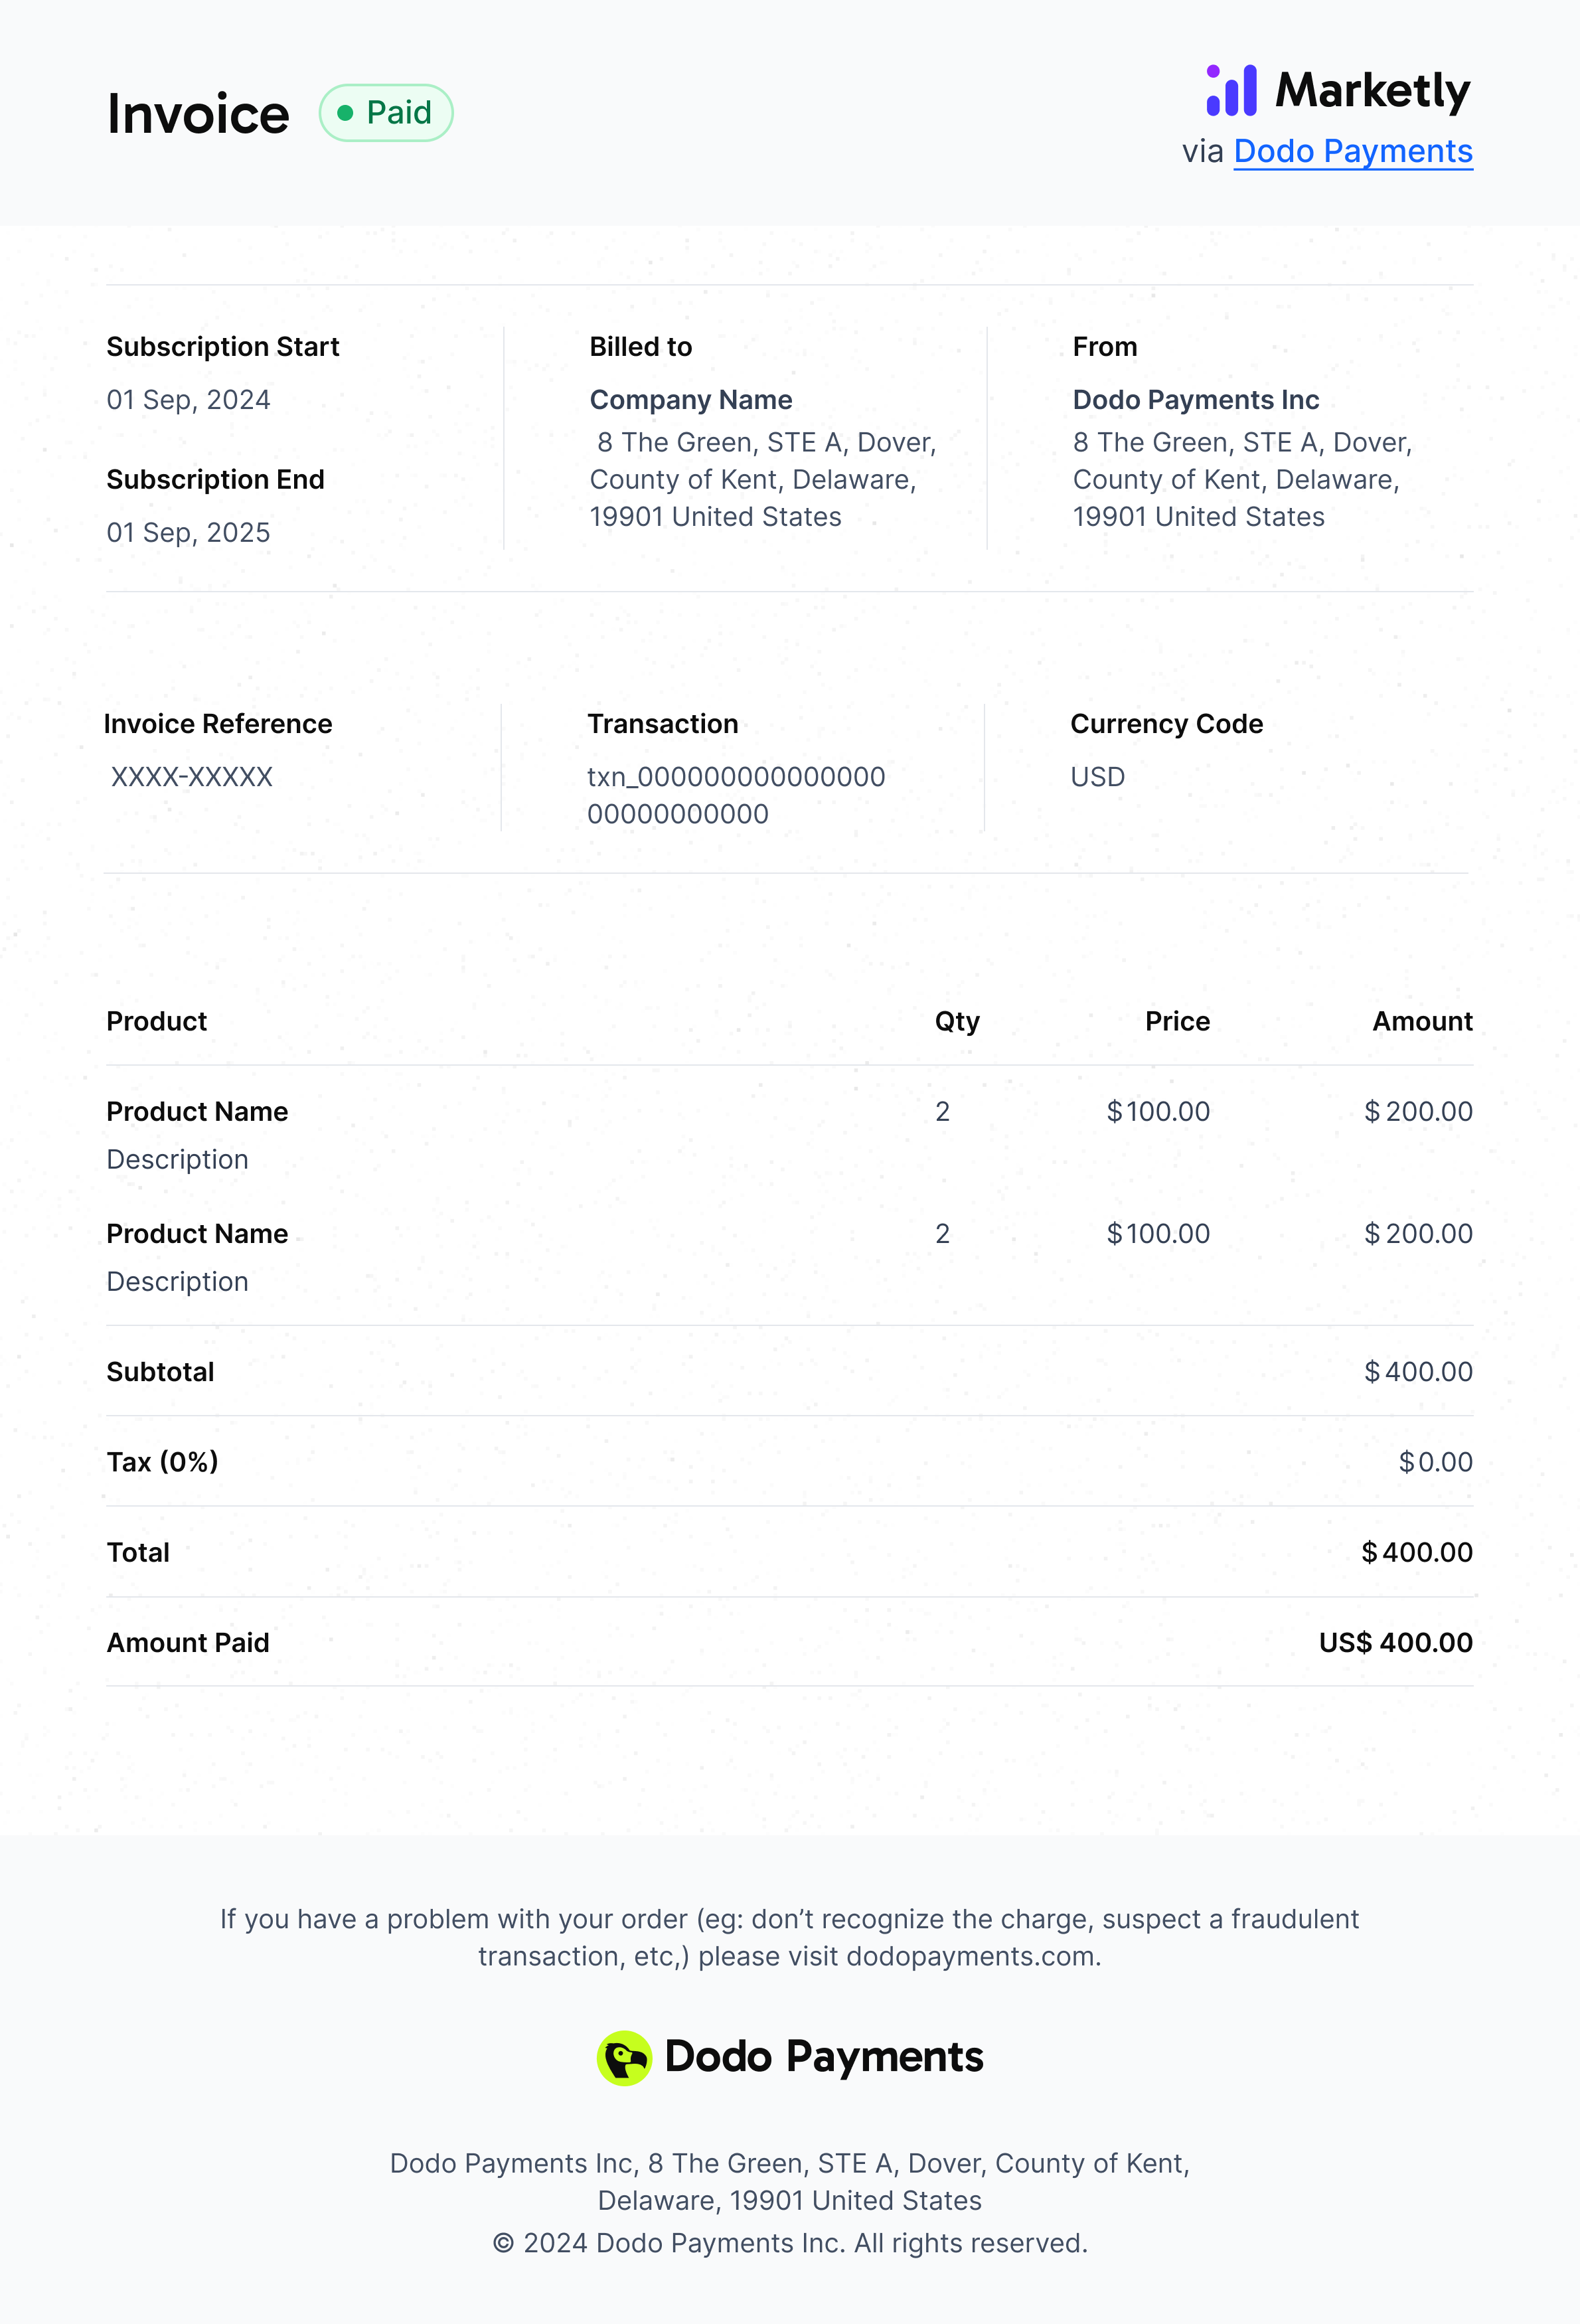 Invoice
Paid
Marketly
via Dodo Payments
Subscription Start
01 Sep, 2024
Subscription End
01 Sep, 2025
Billed to
Company Name
8 The Green, STE A, Dover,
County of Kent, Delaware,
19901 United States
From
Dodo Payments Inc
8 The Green, STE A, Dover,
County of Kent, Delaware,
19901 United States
Invoice Reference
XXXX-XXXXX
Transaction
txn_000000000000000
00000000000
Currency Code
USD
Product Qty Price Amount
Product Name 2 $100.00 $200.00
Description
Product Name 2 $100.00 $200.00
Description
Subtotal $400.00
Tax (0%) $0.00
Total $400.00
Amount Paid US$ 400.00
If you have a problem with your order (eg: don’t recognize the charge, suspect a fraudulent
transaction, etc,) please visit dodopayments.com.
Dodo Payments
Dodo Payments Inc, 8 The Green, STE A, Dover, County of Kent,
Delaware, 19901 United States
© 2024 Dodo Payments Inc. All rights reserved.